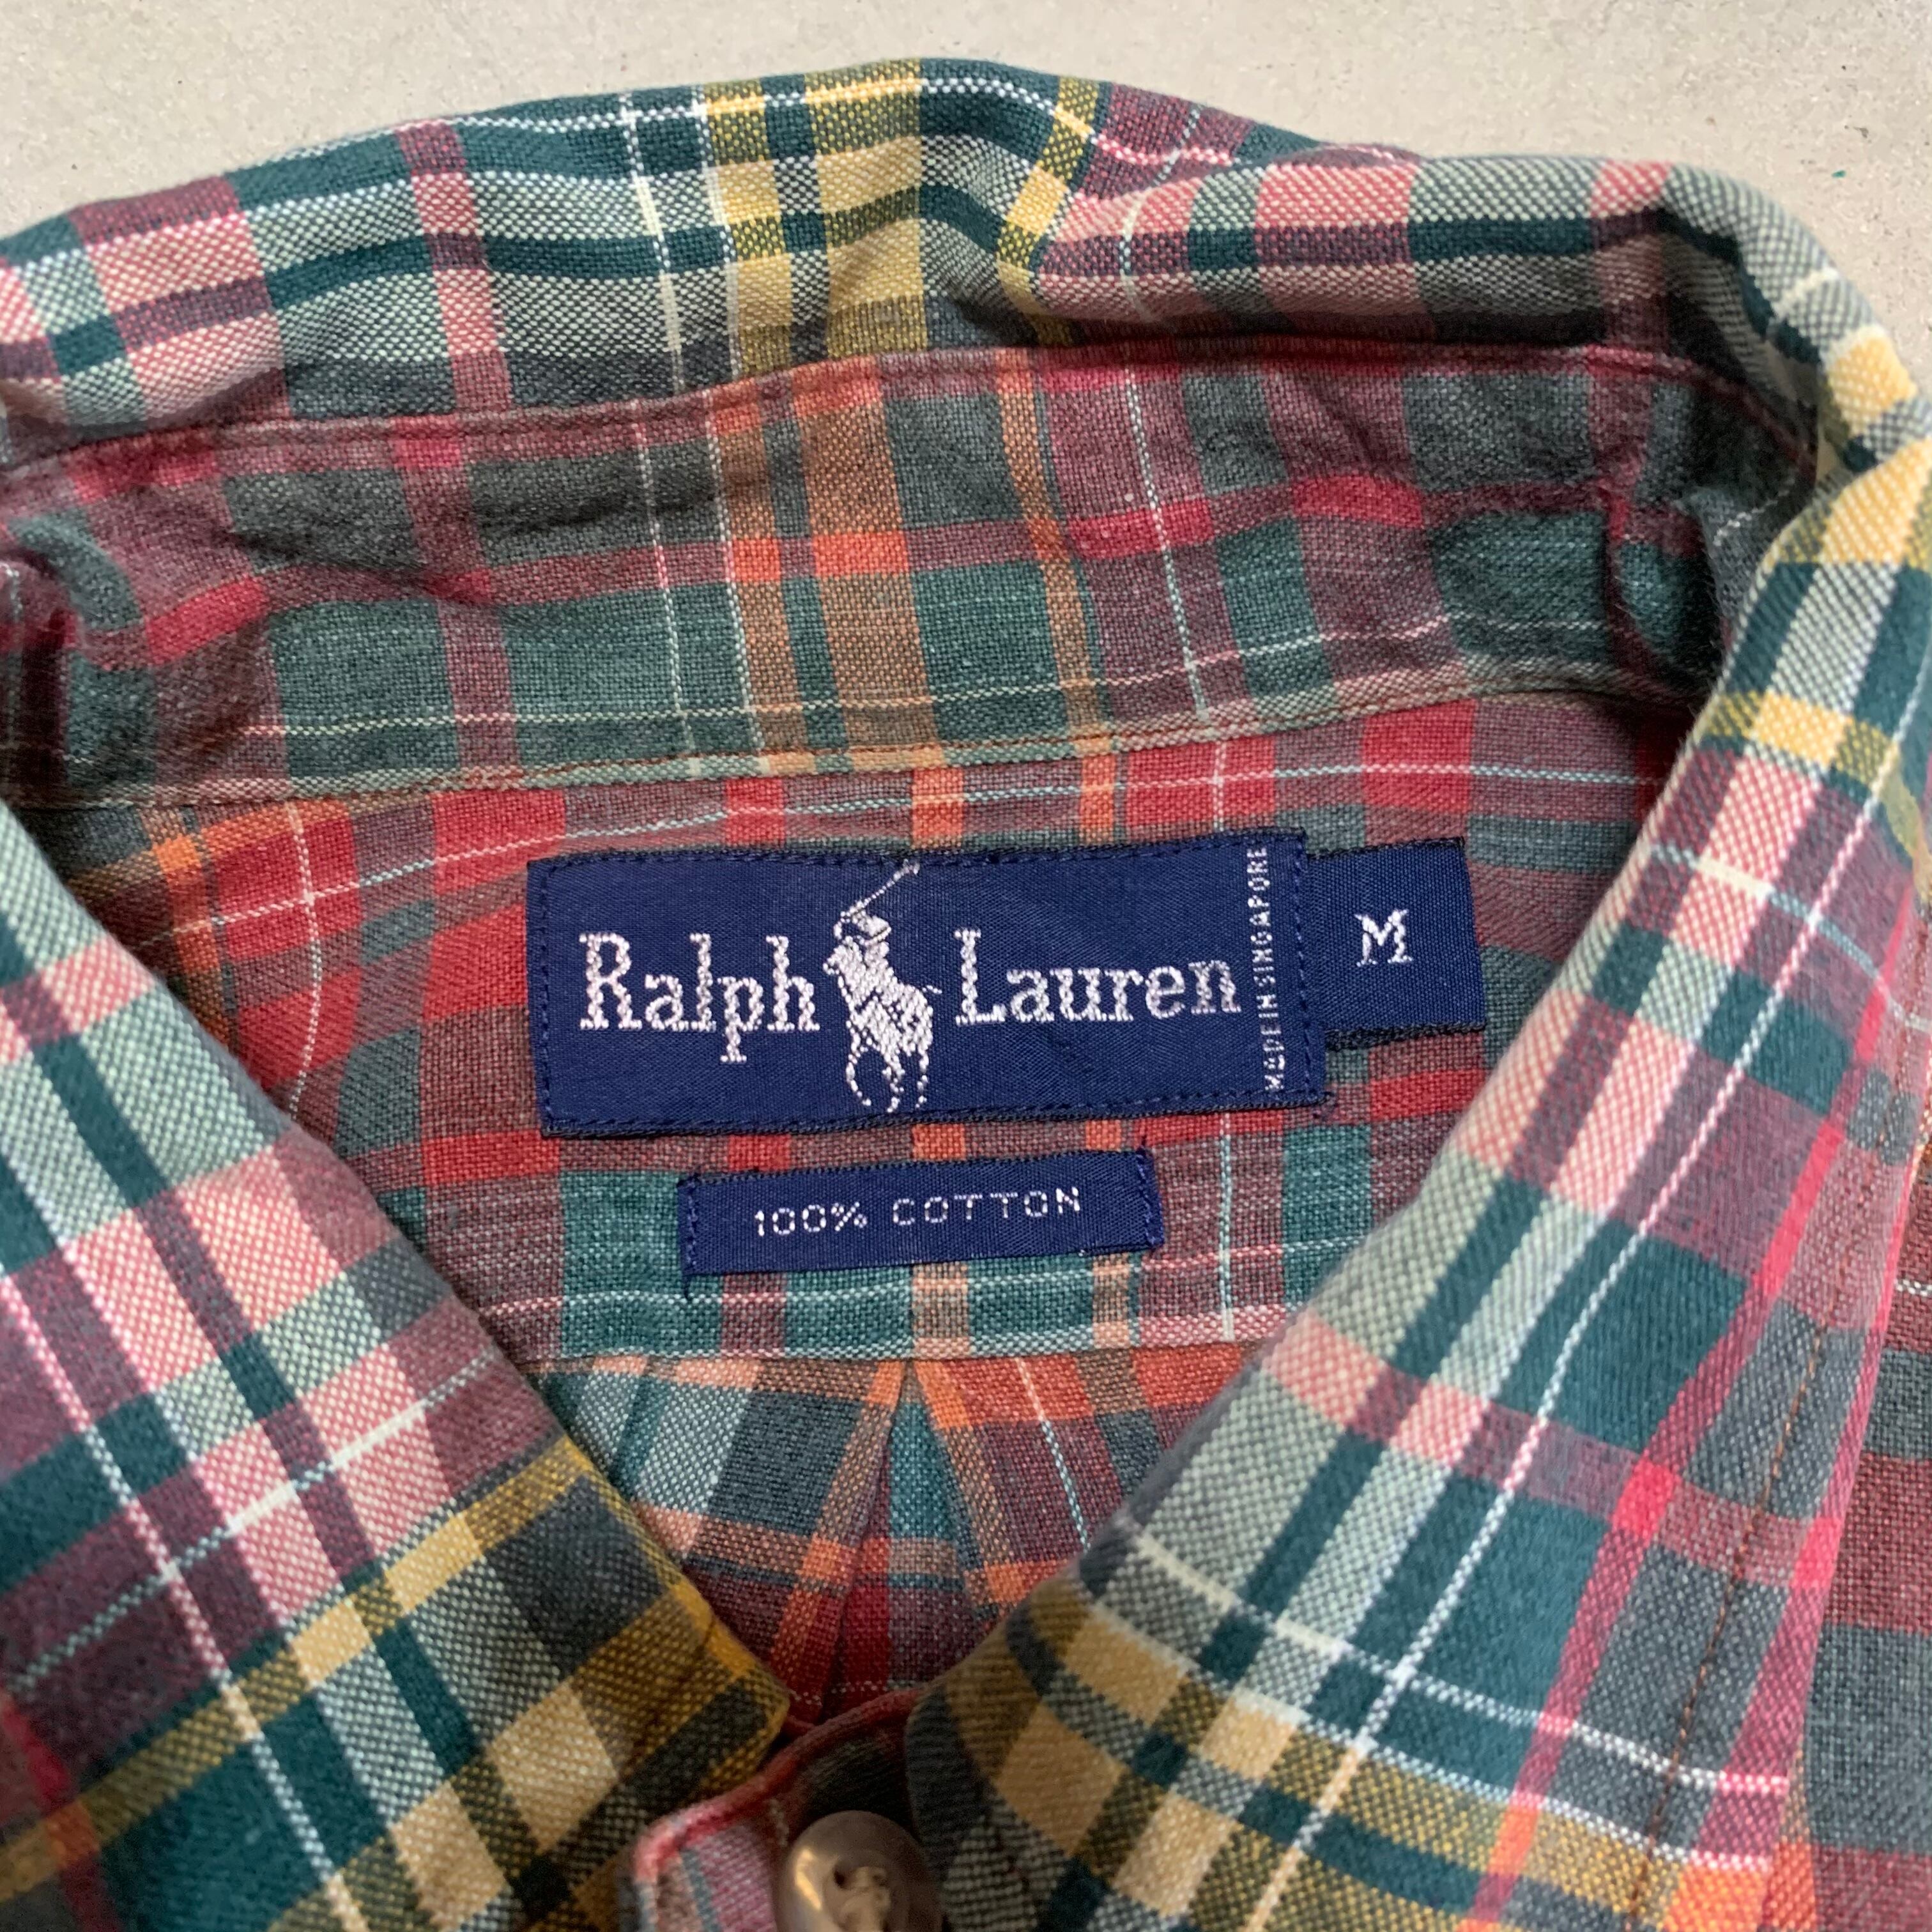 Ralph Lauren
MADE IN SINGAPORE
M
100% COTTON